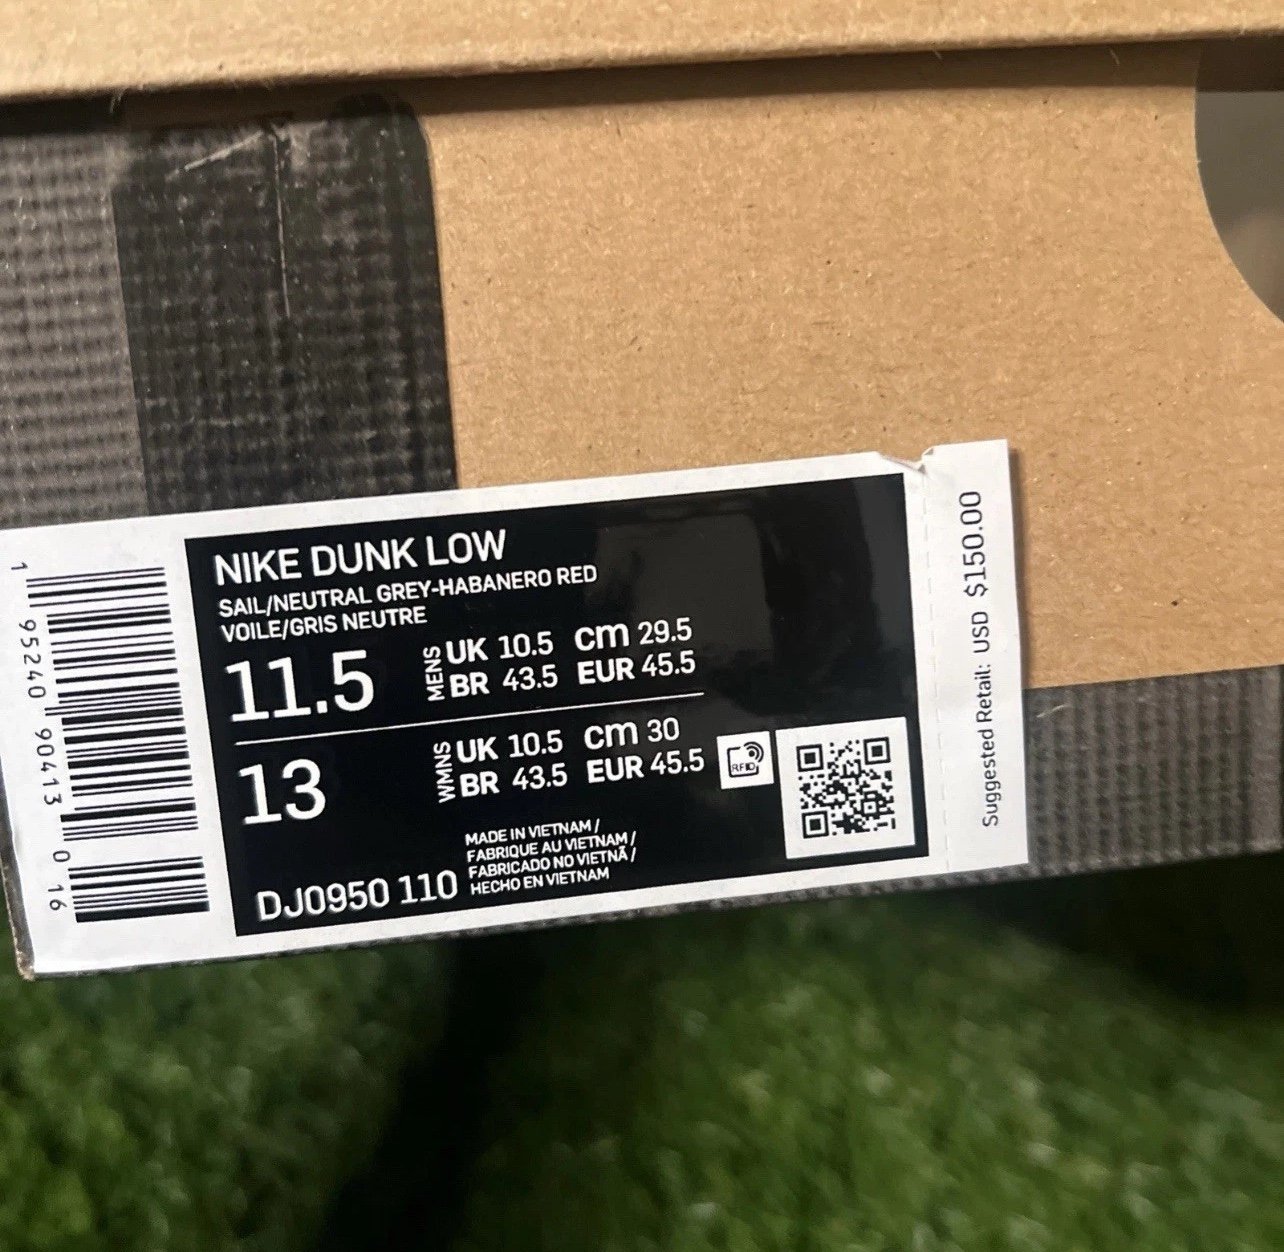 NIKE DUNK LOW
SAIL/NEUTRAL GREY-HABANERO RED
VOILE/GRIS NEUTRE
11.5
MENS
UK 10.5 CM 29.5
BR 43.5 EUR 45.5
13
WMNS
UK 10.5 CM 30
BR 43.5 EUR 45.5
RFID
MADE IN VIETNAM /
FABRIQUE AU VIETNAM /
FABRICADO NO VIETNÃ /
HECHO EN VIETNAM
DJ0950 110
1 95240 90413 0 16
Suggested Retail: USD $150.00